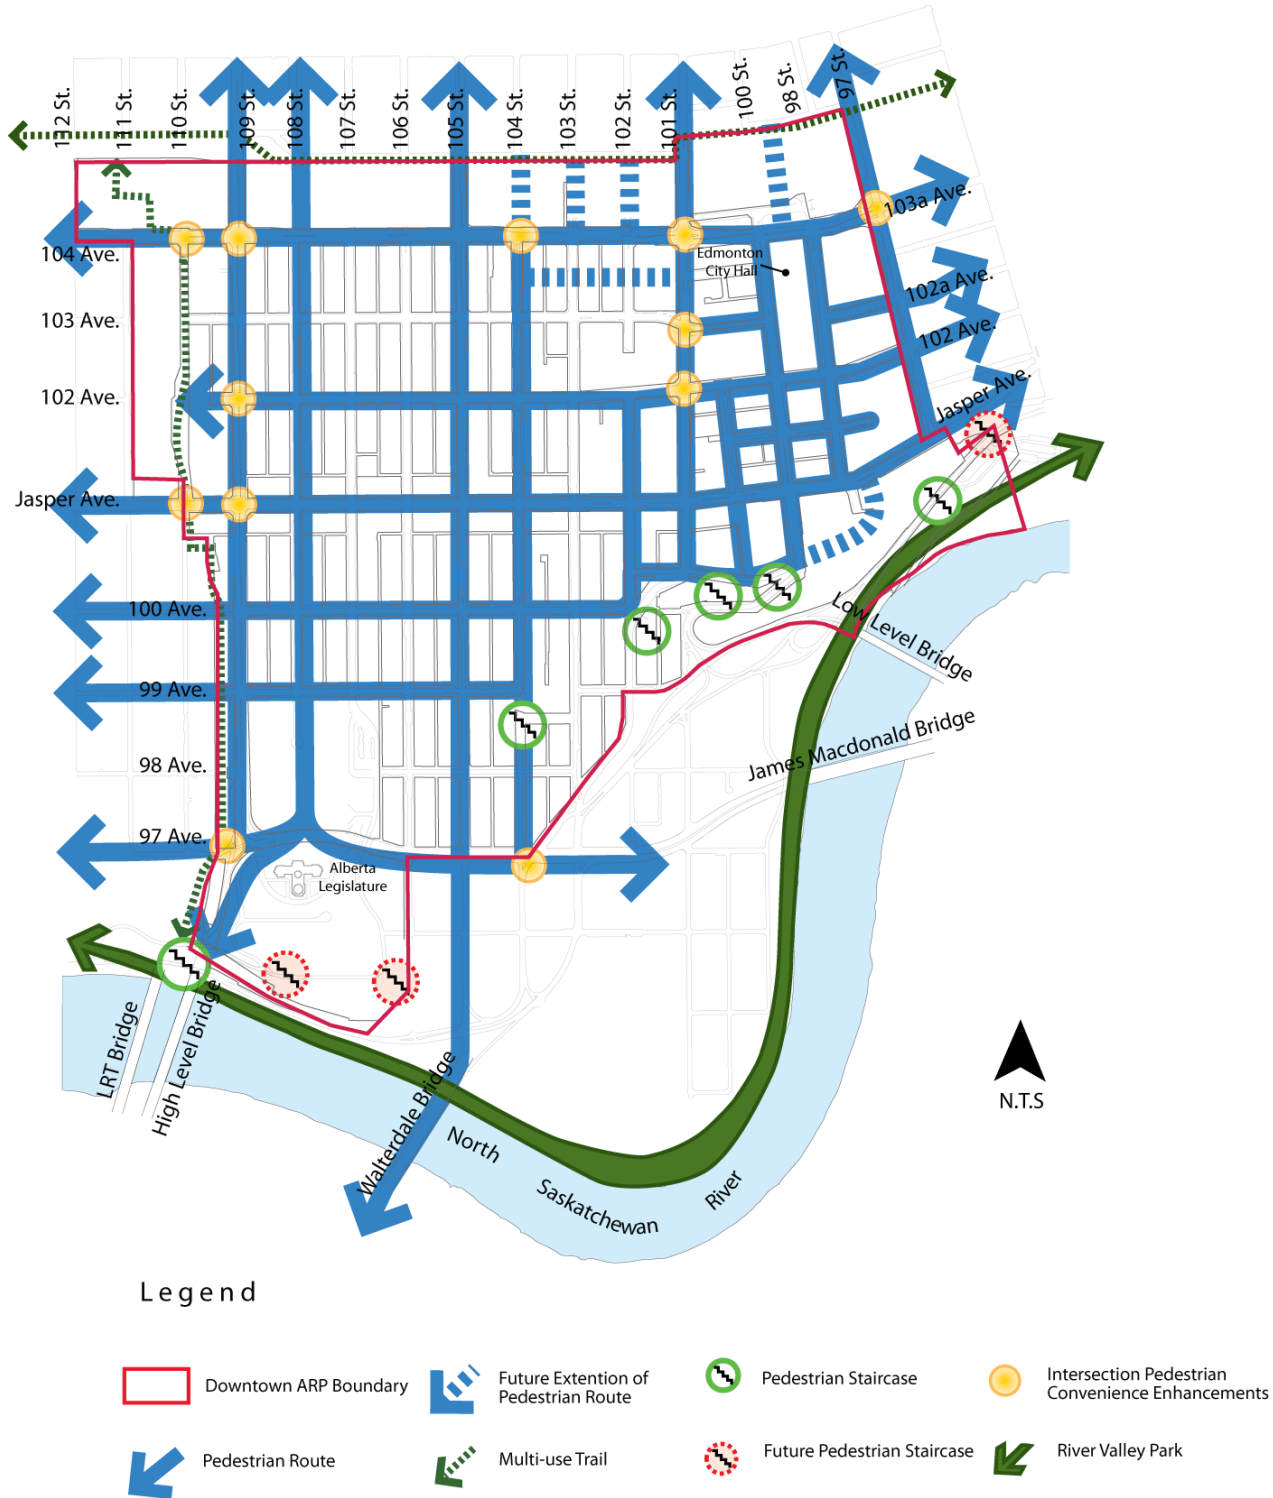 112 St.
111 St.
110 St.
109 St.
108 St.
107 St.
106 St.
105 St.
104 St.
103 St.
102 St.
101 St.
100 St.
98 St.
97 St.
103a Ave.
104 Ave.
Edmonton
City Hall
102a Ave.
103 Ave.
102 Ave.
102 Ave.
Jasper Ave.
Jasper Ave.
100 Ave.
Low Level Bridge
99 Ave.
James Macdonald Bridge
98 Ave.
97 Ave.
Alberta
Legislature
LRT Bridge
High Level Bridge
Walterdale Bridge
North
Saskatchewan
River
N.T.S
Legend
Downtown ARP Boundary
Future Extention of
Pedestrian Route
Pedestrian Staircase
Intersection Pedestrian
Convenience Enhancements
Pedestrian Route
Multi-use Trail
Future Pedestrian Staircase
River Valley Park